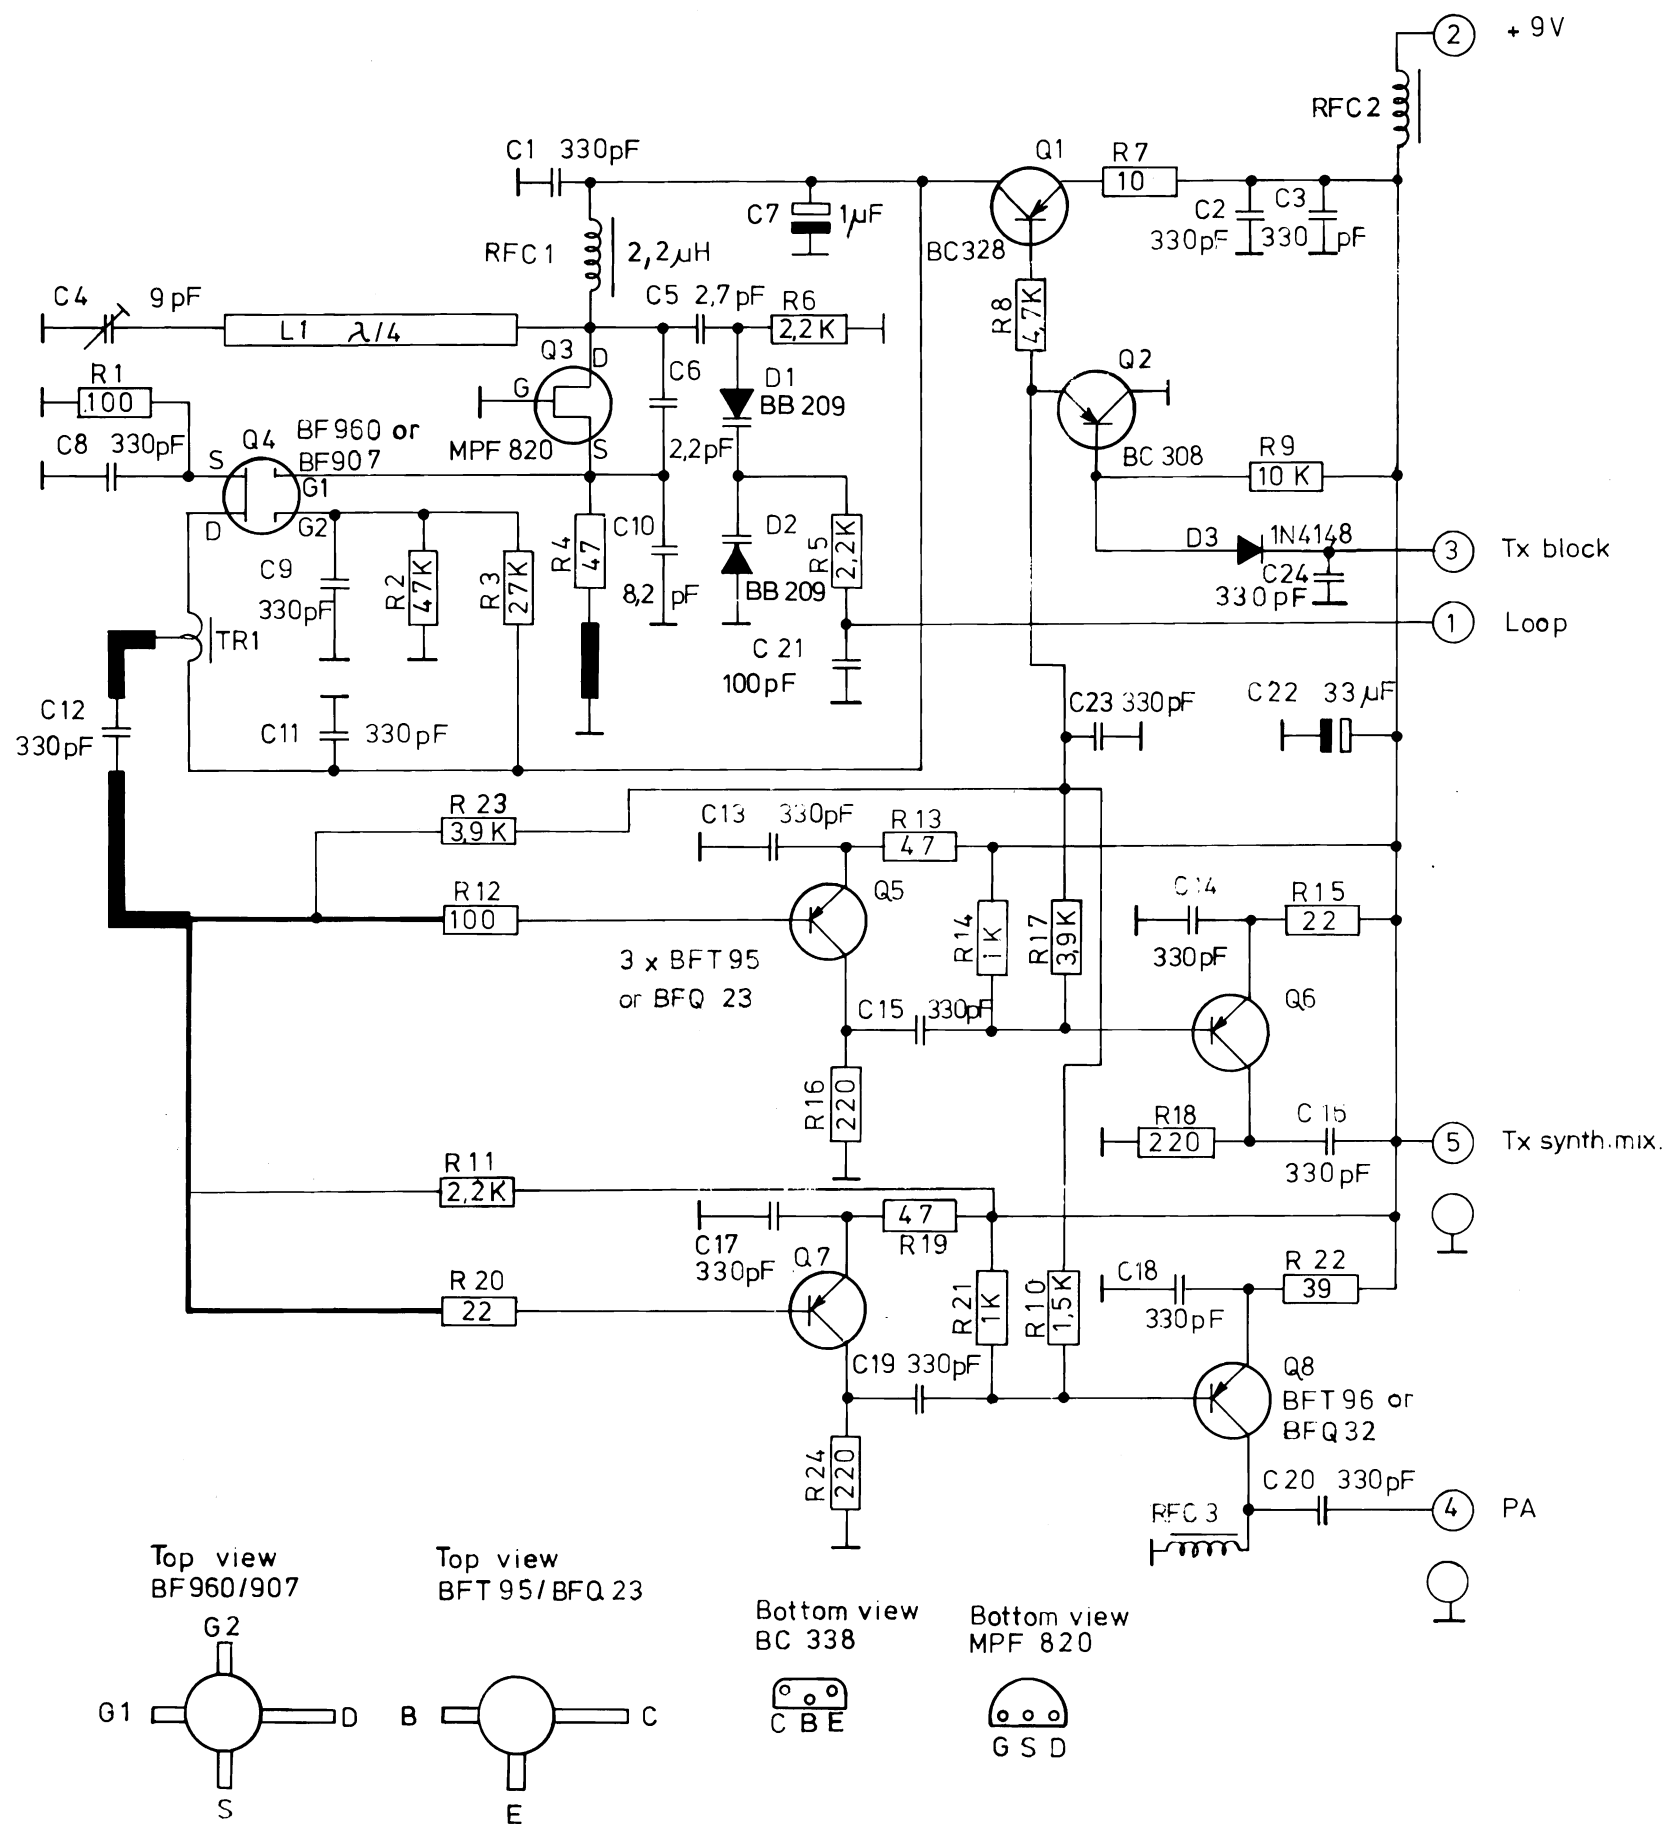 2
+ 9V
RFC2
C1 330pF
Q1
R7
10
C7
1µF
C2
330pF
C3
330 pF
RFC1
2,2µH
BC328
C4
9pF
C5 2,7pF
R6
2,2K
R8
4,7K
L1 λ/4
Q3
D
G
S
MPF820
C6
2,2pF
D1
BB209
Q2
BC308
R1
100
C8 330pF
Q4
BF960 or
BF907
S
G1
D
G2
R9
10 K
C9
330pF
R2
47K
R3
27K
R4
47
C10
8,2 pF
D2
BB209
R5
2,2K
D3
1N4148
C24
330pF
3
Tx block
1
Loop
TR1
C 21
100pF
C12
330pF
C11
330pF
C23 330pF
C22 33µF
R 23
3,9K
C13 330pF
R13
47
R12
100
Q5
3 x BFT95
or BFQ 23
R14
1K
R17
3,9K
C14
330pF
R15
22
C15 330pF
Q6
R16
220
R18
220
C 16
330pF
5
Tx synth.mix.
R11
2,2K
C17
330pF
47
R19
R 20
22
Q7
R21
1K
R10
1,5K
C18
330pF
R 22
39
C19 330pF
Q8
BFT96 or
BFQ32
R24
220
C20 330pF
RFC3
4
PA
Top view
BF960/907
G2
G1
D
S
Top view
BFT95/BFQ23
B
C
E
Bottom view
BC 338
C B E
Bottom view
MPF 820
G S D